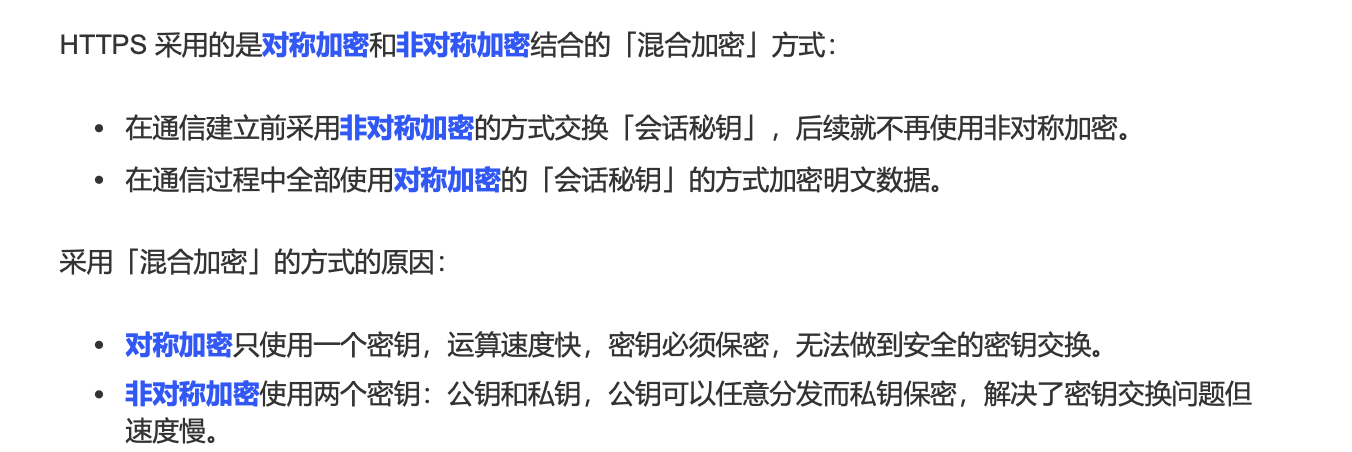 HTTPS 采用的是对称加密和非对称加密结合的「混合加密」方式：
• 在通信建立前采用非对称加密的方式交换「会话秘钥」，后续就不再使用非对称加密。
• 在通信过程中全部使用对称加密的「会话秘钥」的方式加密明文数据。
采用「混合加密」的方式的原因：
• 对称加密只使用一个密钥，运算速度快，密钥必须保密，无法做到安全的密钥交换。
• 非对称加密使用两个密钥：公钥和私钥，公钥可以任意分发而私钥保密，解决了密钥交换问题但
速度慢。